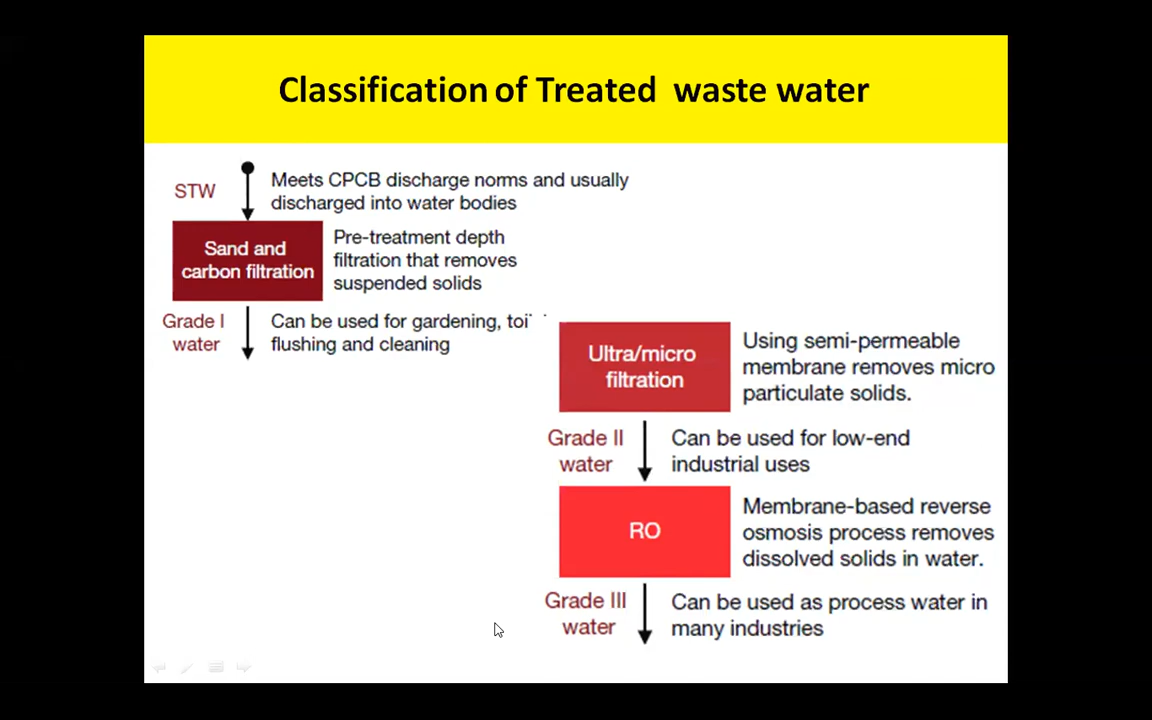 Classification of Treated waste water
STW
Meets CPCB discharge norms and usually
discharged into water bodies
Sand and
carbon filtration
Pre-treatment depth
filtration that removes
suspended solids
Grade I
water
Can be used for gardening,
flushing and cleaning
Ultra/micro
filtration
Using semi-permeable
membrane removes micro
particulate solids.
Grade II
water
Can be used for low-end
industrial uses
RO
Membrane-based reverse
osmosis process removes
dissolved solids in water.
Grade III
water
Can be used as process water in
many industries